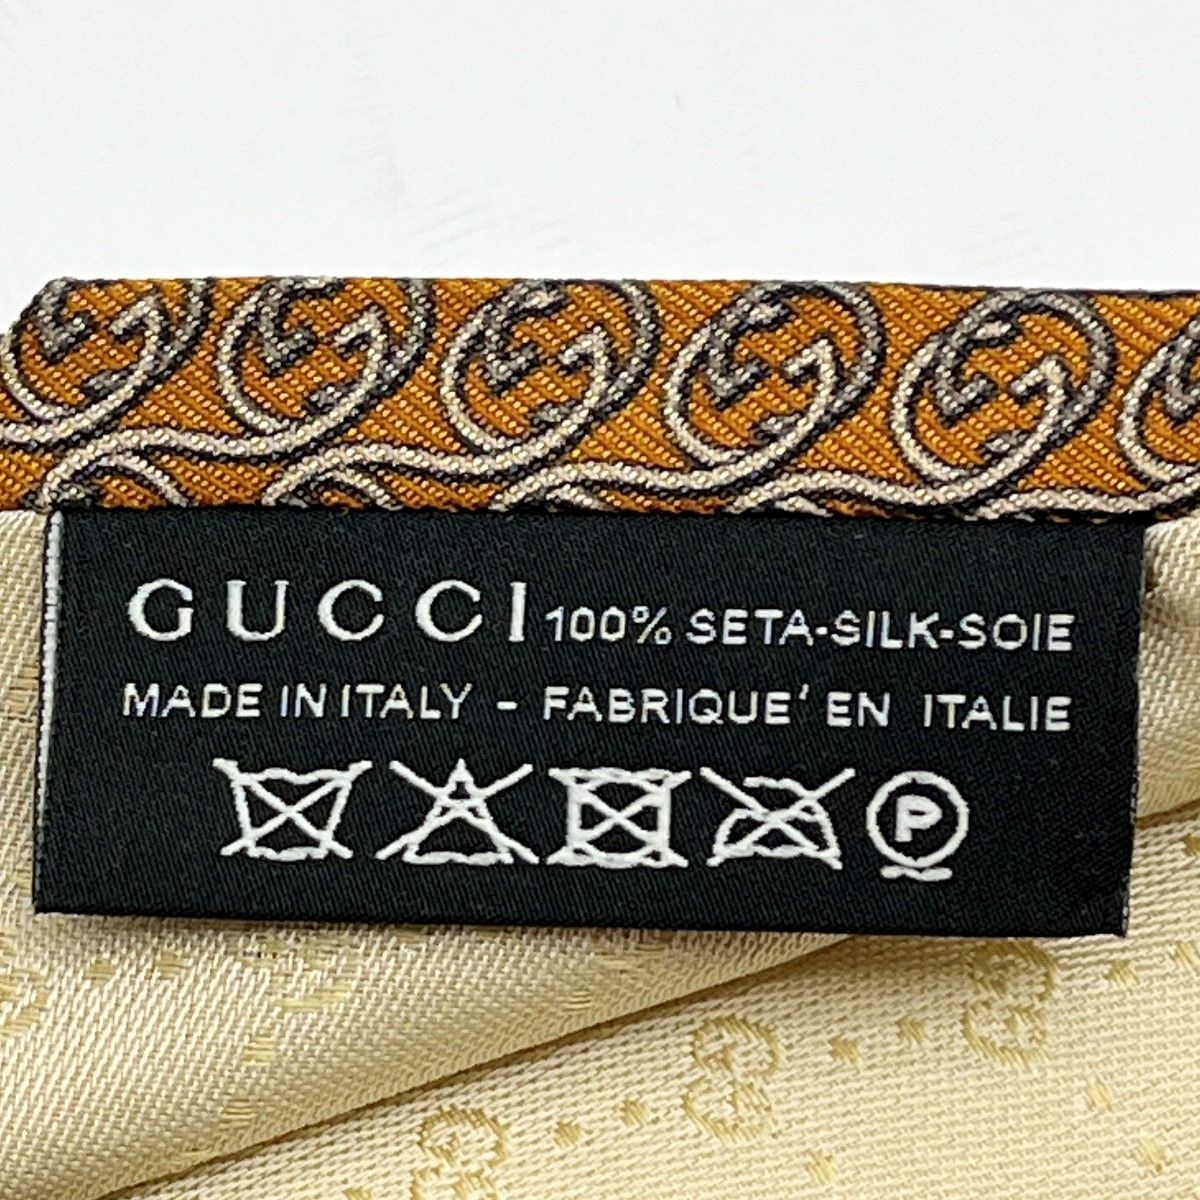 GUCCI 100% SETA-SILK-SOIE
MADE IN ITALY - FABRIQUE' EN ITALIE
P